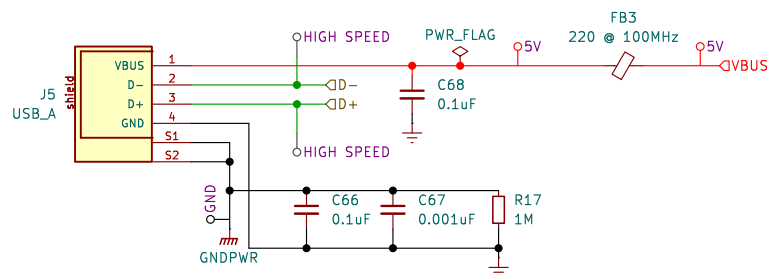 FB3
220 @ 100MHz
HIGH SPEED
PWR_FLAG
5V
5V
VBUS
J5
USB_A
shield
VBUS
D-
D+
GND
1
2
3
4
S1
S2
D-
D+
C68
0.1uF
HIGH SPEED
GND
GNDPWR
C66
0.1uF
C67
0.001uF
R17
1M